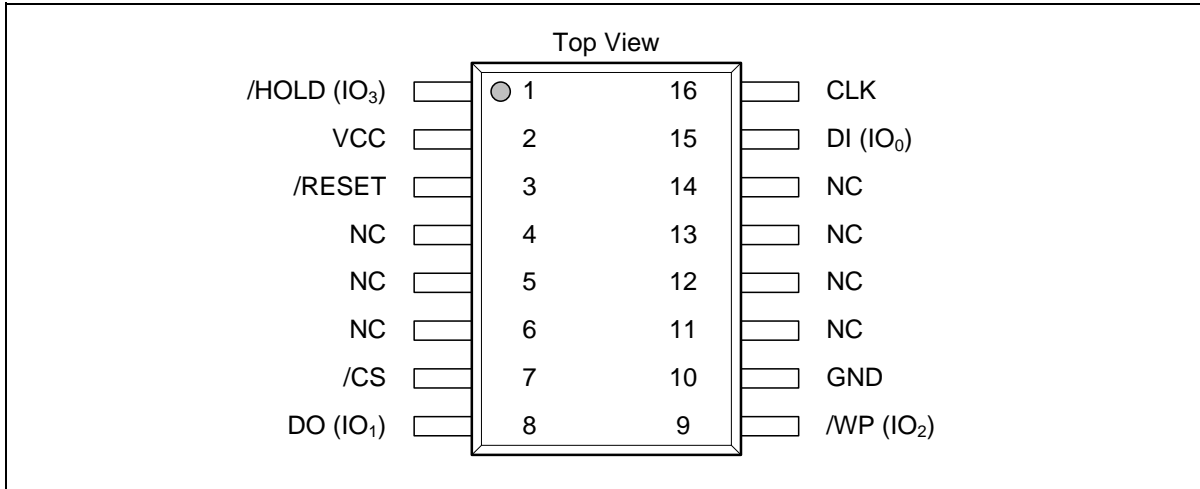 Top View
/HOLD (IO₃) 1 16 CLK
VCC 2 15 DI (IO₀)
/RESET 3 14 NC
NC 4 13 NC
NC 5 12 NC
NC 6 11 NC
/CS 7 10 GND
DO (IO₁) 8 9 /WP (IO₂)